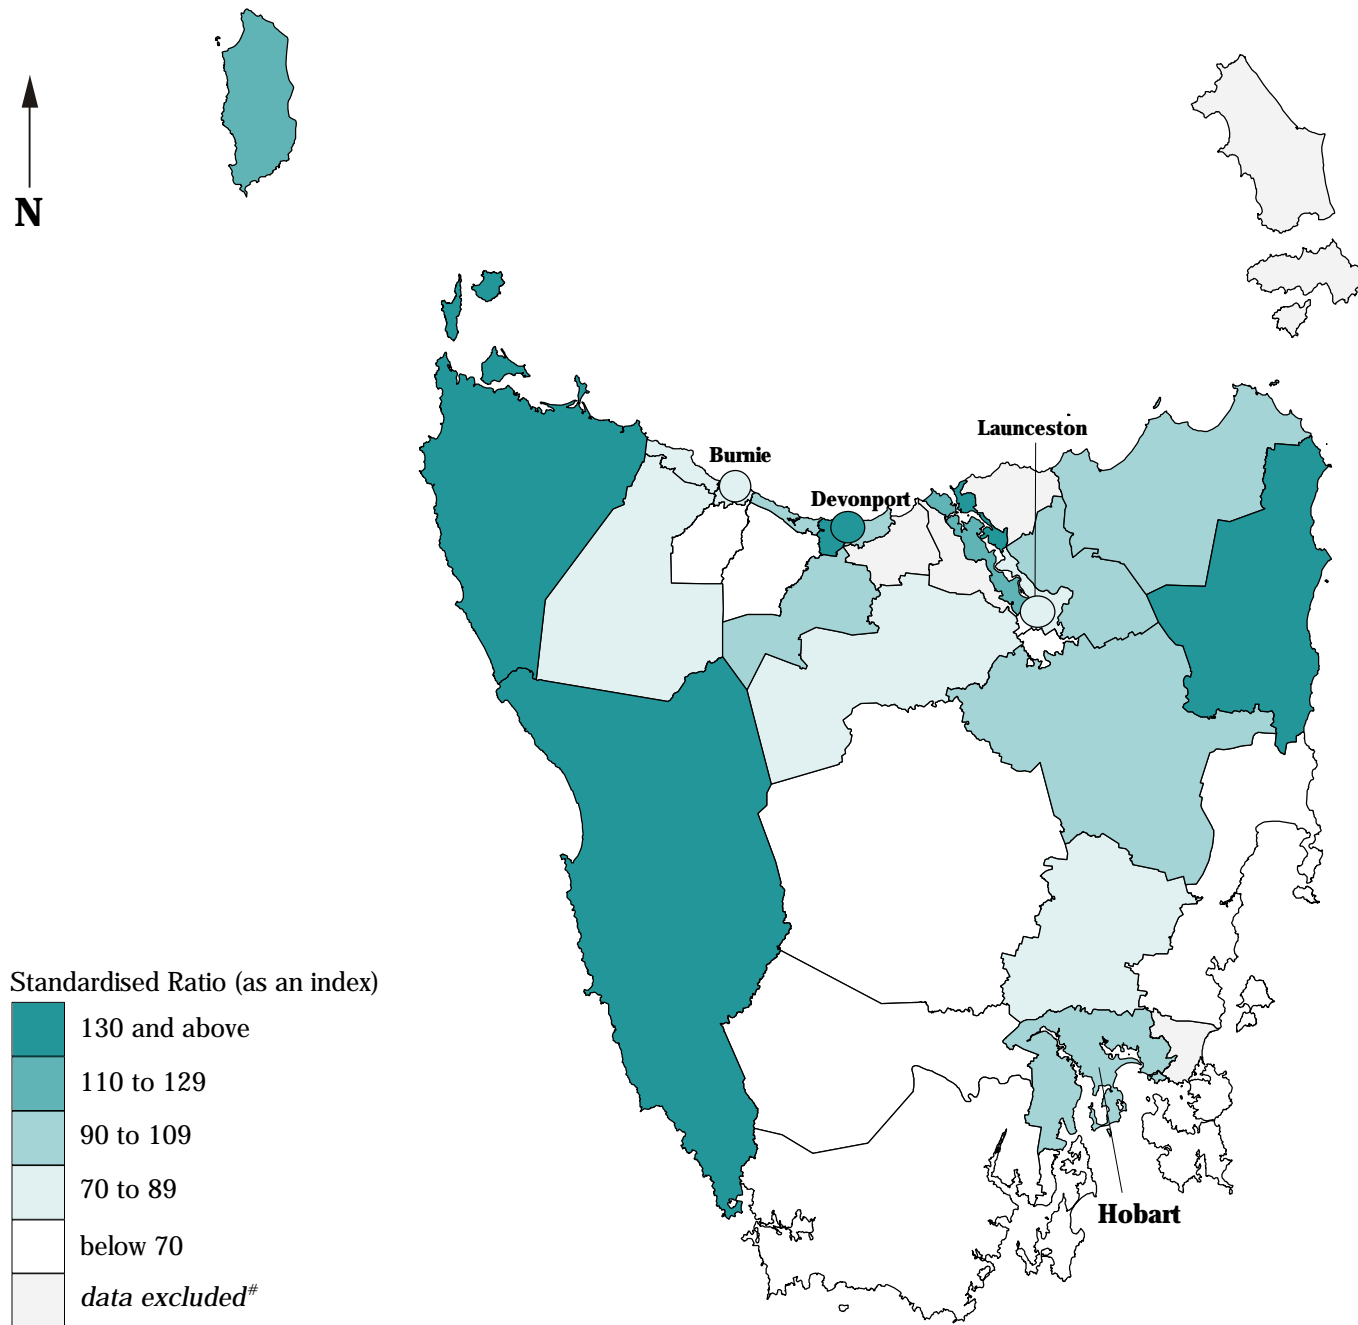 N
Launceston
Burnie
Devonport
Standardised Ratio (as an index)
130 and above
110 to 129
90 to 109
70 to 89
below 70
data excluded#
Hobart